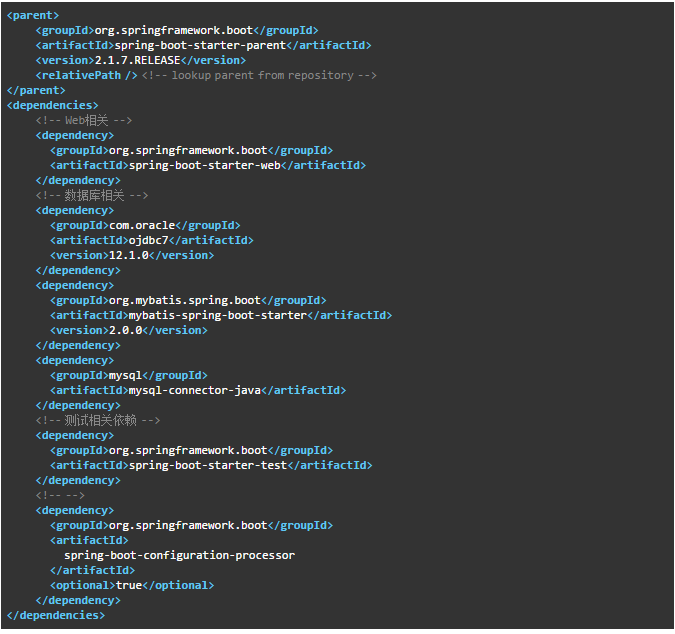 <parent>
    <groupId>org.springframework.boot</groupId>
    <artifactId>spring-boot-starter-parent</artifactId>
    <version>2.1.7.RELEASE</version>
    <relativePath /> <!-- lookup parent from repository -->
</parent>
<dependencies>
    <!-- Web相关 -->
    <dependency>
      <groupId>org.springframework.boot</groupId>
      <artifactId>spring-boot-starter-web</artifactId>
    </dependency>
    <!-- 数据库相关 -->
    <dependency>
      <groupId>com.oracle</groupId>
      <artifactId>ojdbc7</artifactId>
      <version>12.1.0</version>
    </dependency>
    <dependency>
      <groupId>org.mybatis.spring.boot</groupId>
      <artifactId>mybatis-spring-boot-starter</artifactId>
      <version>2.0.0</version>
    </dependency>
    <dependency>
      <groupId>mysql</groupId>
      <artifactId>mysql-connector-java</artifactId>
    </dependency>
    <!-- 测试相关依赖 -->
    <dependency>
      <groupId>org.springframework.boot</groupId>
      <artifactId>spring-boot-starter-test</artifactId>
    </dependency>
    <!-- -->
    <dependency>
      <groupId>org.springframework.boot</groupId>
      <artifactId>
        spring-boot-configuration-processor
      </artifactId>
      <optional>true</optional>
    </dependency>
</dependencies>